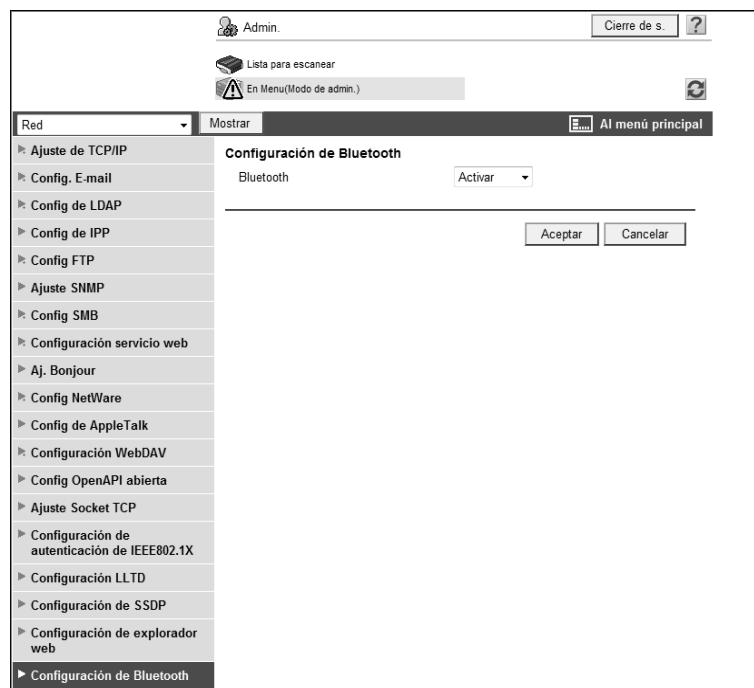 Admin.
Cierre de s.
?
Lista para escanear
En Menu(Modo de admin.)
Red
Mostrar
Al menú principal
Ajuste de TCP/IP
Config. E-mail
Config de LDAP
Config de IPP
Config FTP
Ajuste SNMP
Config SMB
Configuración servicio web
Aj. Bonjour
Config NetWare
Config de AppleTalk
Configuración WebDAV
Config OpenAPI abierta
Ajuste Socket TCP
Configuración de
autenticación de IEEE802.1X
Configuración LLTD
Configuración de SSDP
Configuración de explorador
web
Configuración de Bluetooth
Configuración de Bluetooth
Bluetooth
Activar
Aceptar
Cancelar